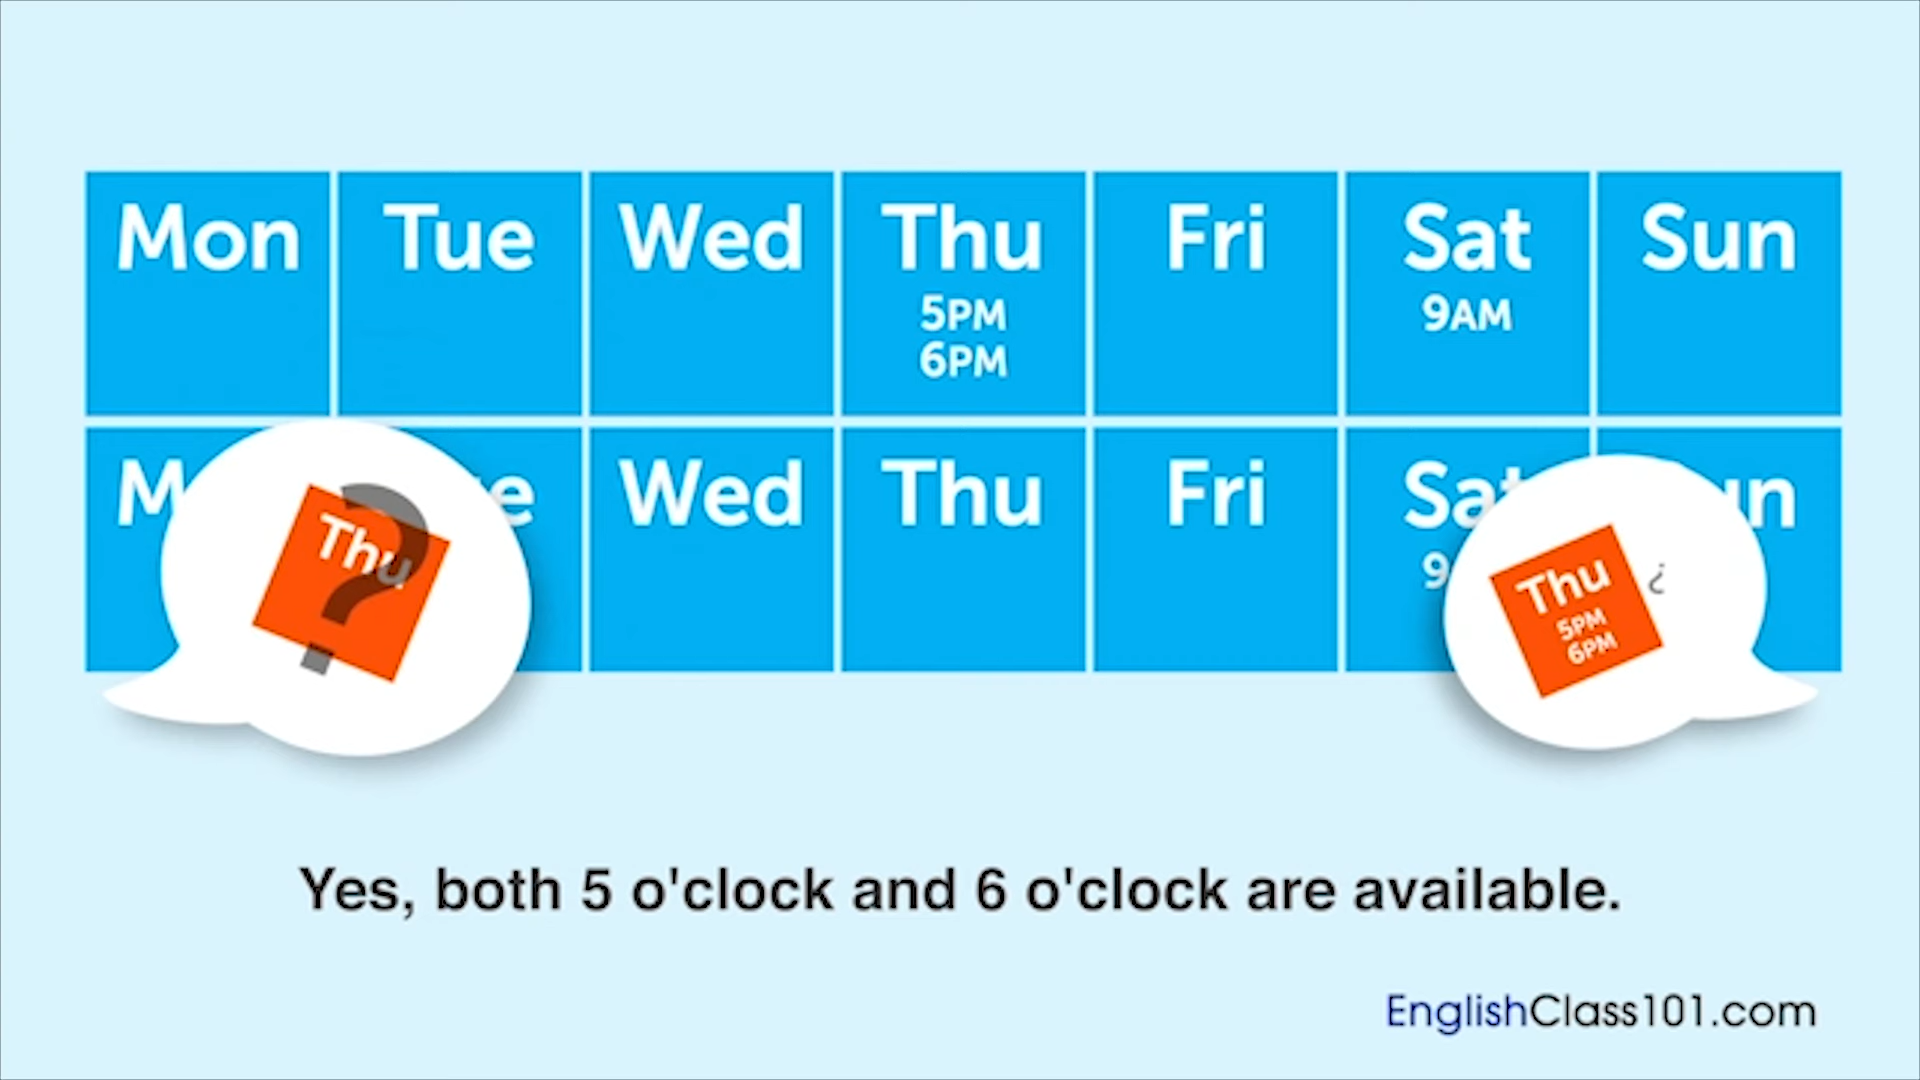 Mon Tue Wed Thu Fri Sat Sun
5PM 9AM
6PM
Wed Thu Fri
Thu ?
Thu
5PM
6PM
¿
Yes, both 5 o'clock and 6 o'clock are available.
EnglishClass101.com